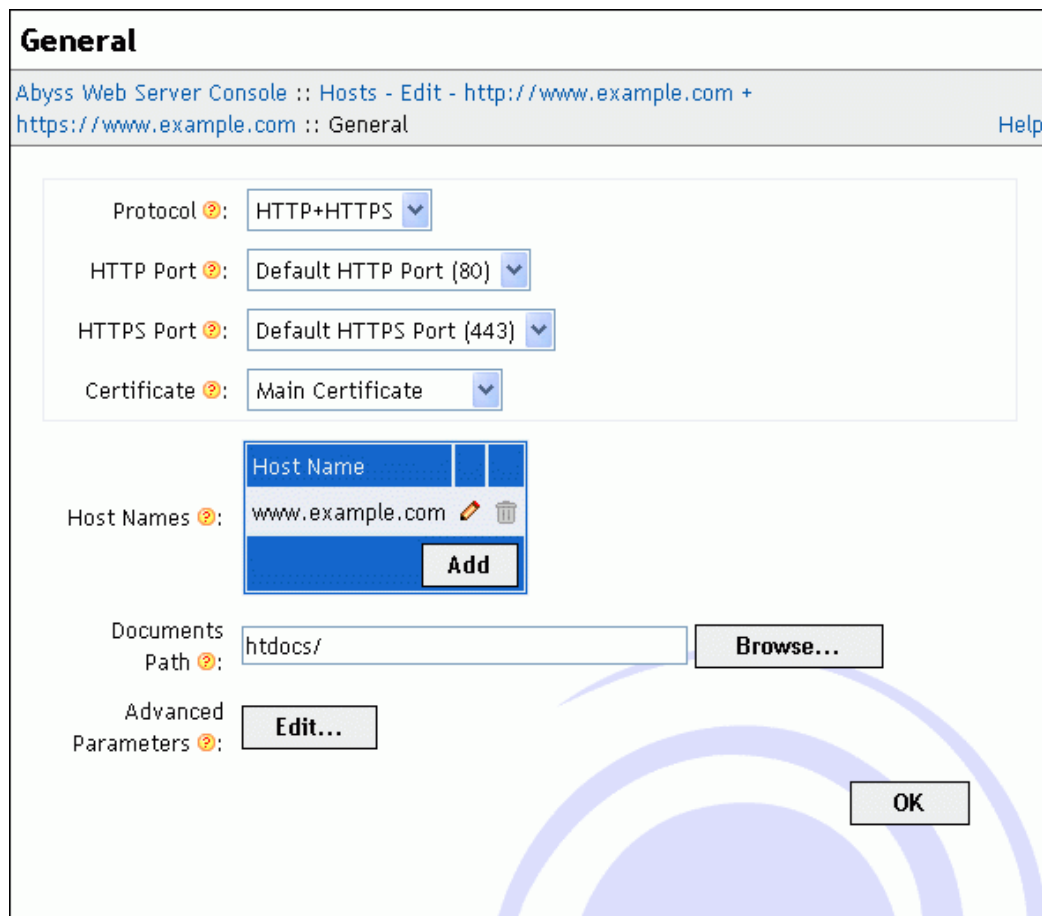 General
Abyss Web Server Console :: Hosts - Edit - http://www.example.com +
https://www.example.com :: General Help
Protocol ?: HTTP+HTTPS
HTTP Port ?: Default HTTP Port (80)
HTTPS Port ?: Default HTTPS Port (443)
Certificate ?: Main Certificate
Host Name
Host Names ?: www.example.com
Add
Documents
Path ?: htdocs/ Browse...
Advanced
Parameters ?: Edit...
OK